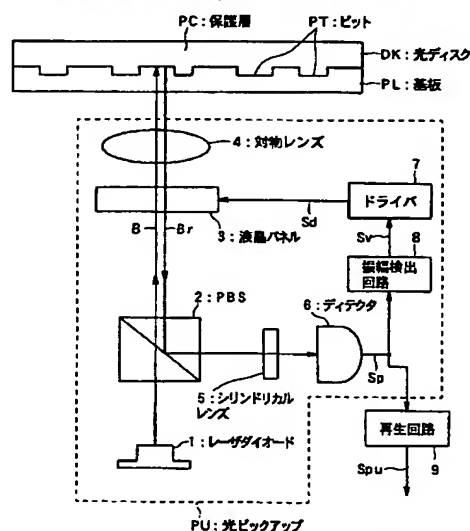 PC：保護層
PT：ピット
DK：光ディスク
PL：基板
4：対物レンズ
7
ドライバ
Sd
B
Br
3：液晶パネル
Sv
8
振幅検出
回路
2：PBS
6：ディテクタ
Sp
5：シリンドリカル
レンズ
1：レーザダイオード
再生回路
Spu
9
PU：光ピックアップ